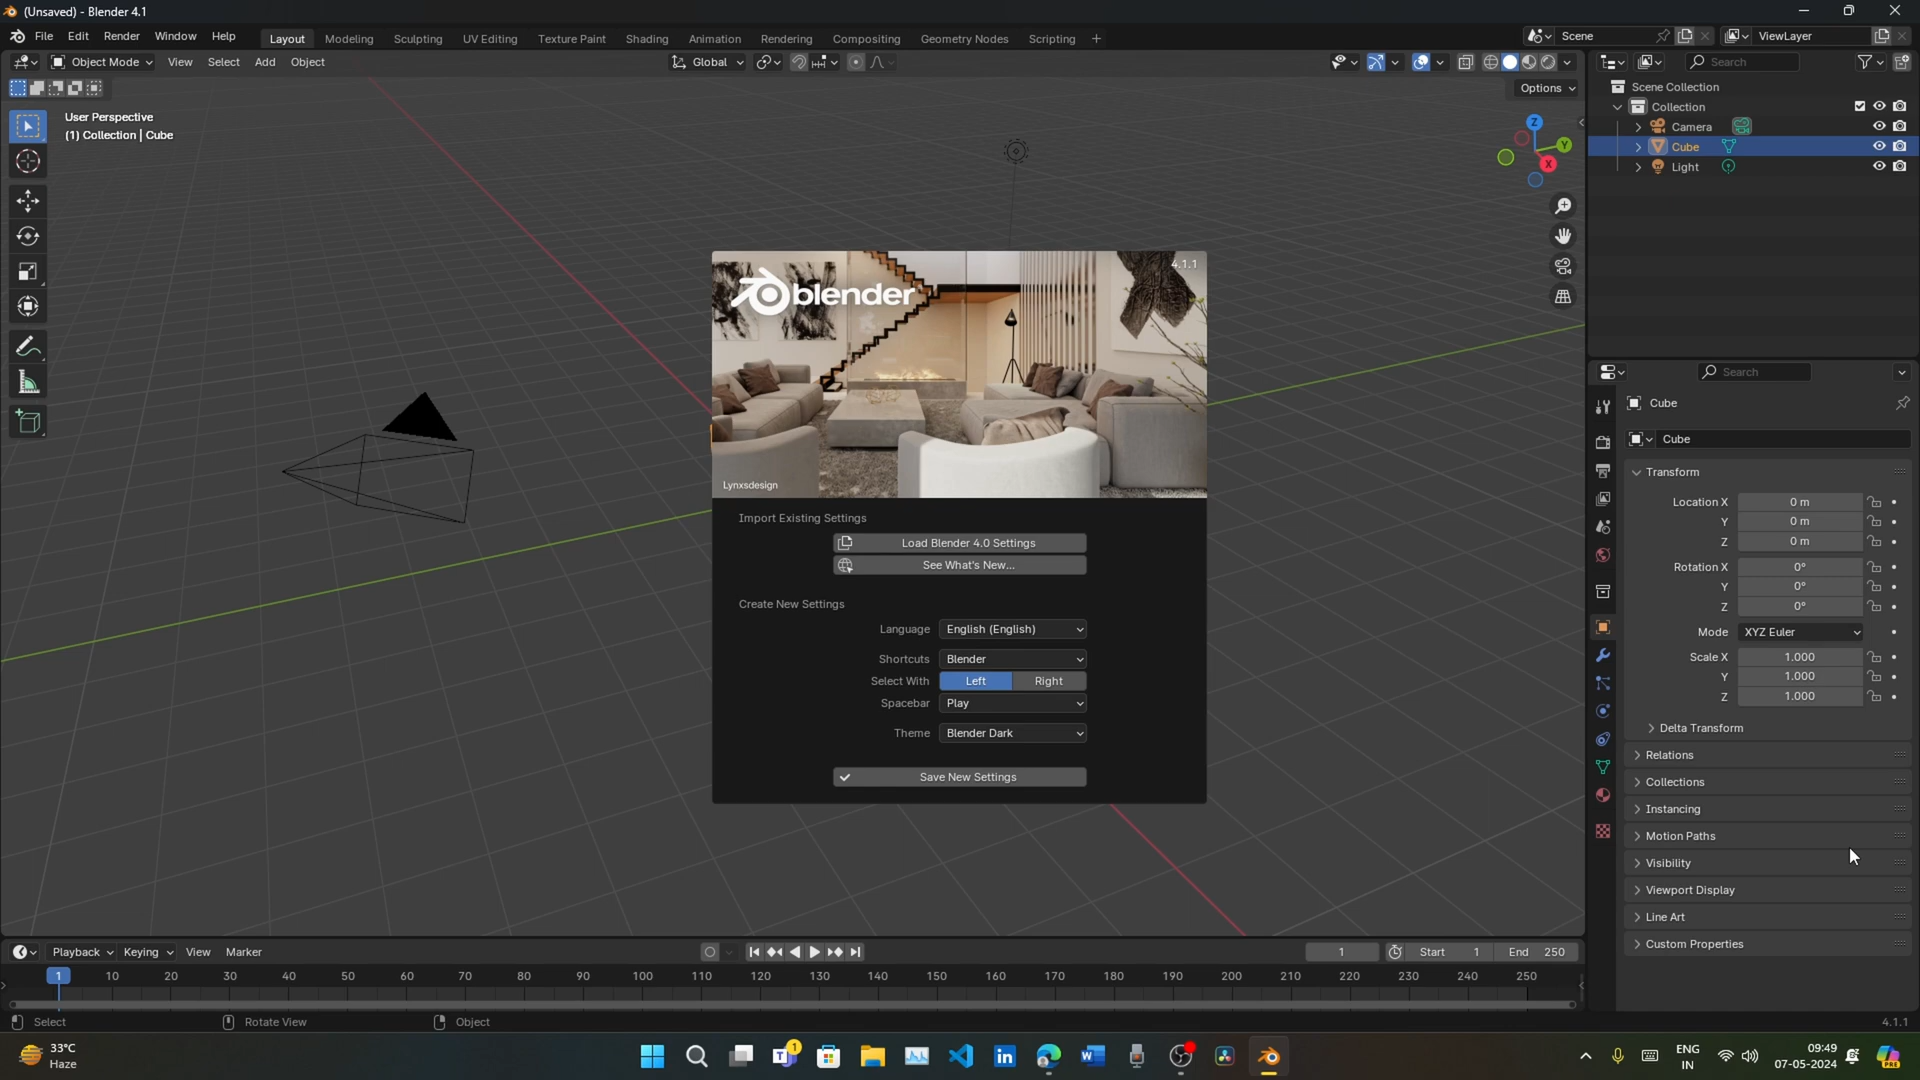 (Unsaved) - Blender 4.1
File Edit Render Window Help Layout Modeling Sculpting UV Editing Texture Paint Shading Animation Rendering Compositing Geometry Nodes Scripting + Scene ViewLayer
Object Mode View Select Add Object Global Search
Options
User Perspective
(1) Collection | Cube
Z
Y
X
Scene Collection
Collection
Camera
Cube
Light
Search
Cube
Cube
Transform
Location X 0 m
Y 0 m
Z 0 m
Rotation X 0°
Y 0°
Z 0°
Mode XYZ Euler
Scale X 1.000
Y 1.000
Z 1.000
Delta Transform
Relations
Collections
Instancing
Motion Paths
Visibility
Viewport Display
Line Art
Custom Properties
4.1.1
blender
Lynxsdesign
Import Existing Settings
Load Blender 4.0 Settings
See What's New...
Create New Settings
Language English (English)
Shortcuts Blender
Select With Left Right
Spacebar Play
Theme Blender Dark
Save New Settings
Playback Keying View Marker 1 Start 1 End 250
1 10 20 30 40 50 60 70 80 90 100 110 120 130 140 150 160 170 180 190 200 210 220 230 240 250
Select Rotate View Object 4.1.1
33°C
Haze
1
ENG
IN
09:49
07-05-2024
PRE